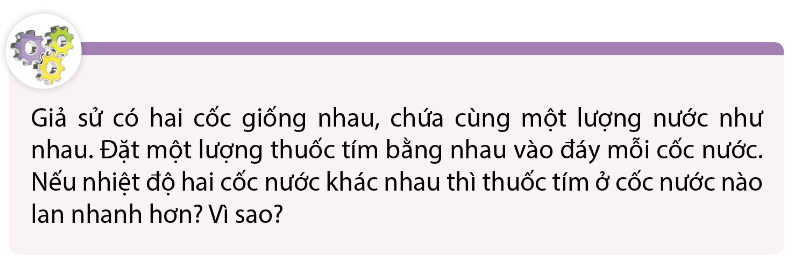 Giả sử có hai cốc giống nhau, chứa cùng một lượng nước như
nhau. Đặt một lượng thuốc tím bằng nhau vào đáy mỗi cốc nước.
Nếu nhiệt độ hai cốc nước khác nhau thì thuốc tím ở cốc nước nào
lan nhanh hơn? Vì sao?